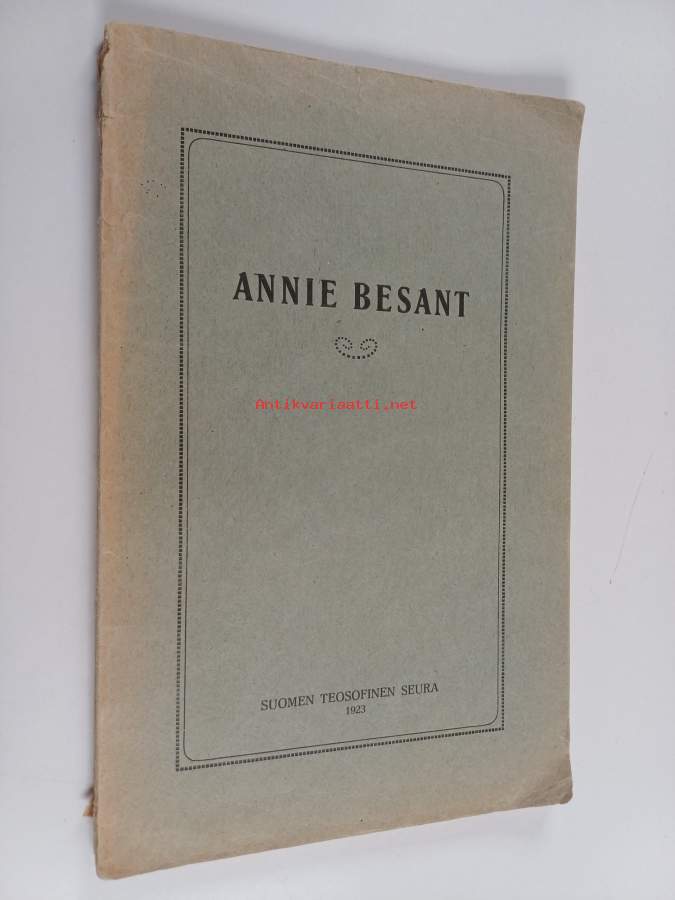 ANNIE BESANT
Antikvariaatti.net
SUOMEN TEOSOFINEN SEURA
1923